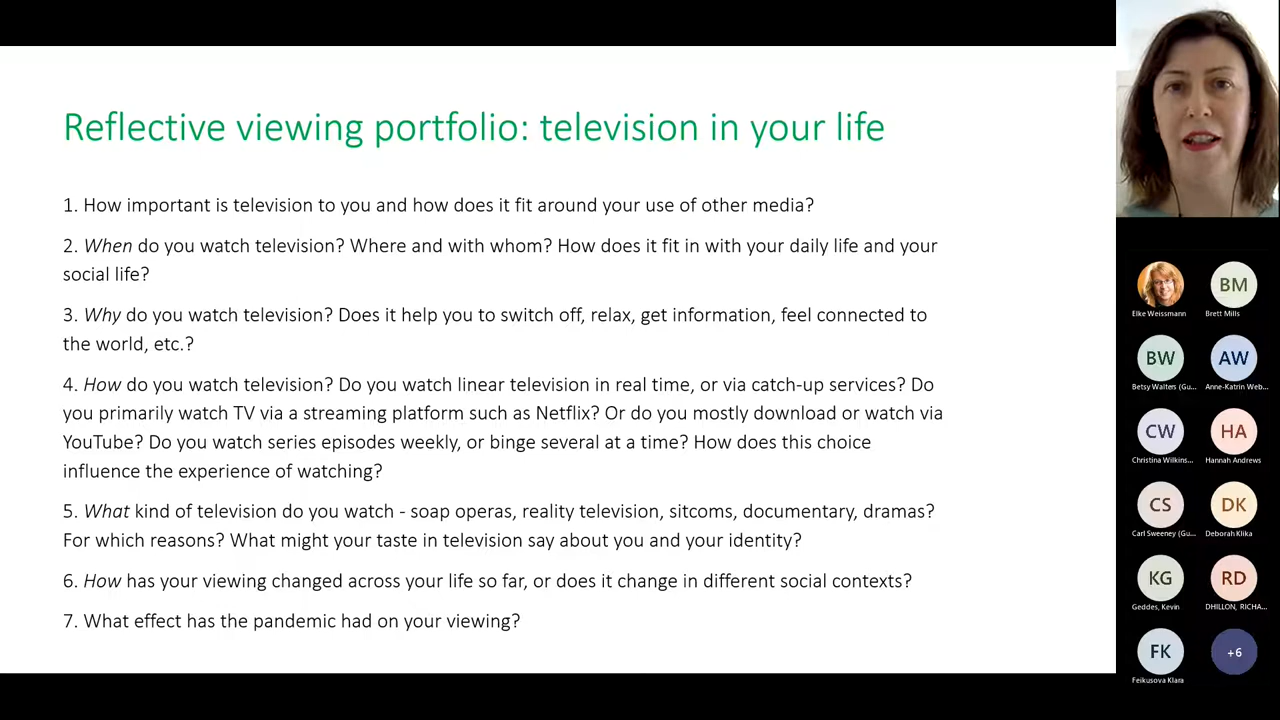 Reflective viewing portfolio: television in your life
1. How important is television to you and how does it fit around your use of other media?
2. When do you watch television? Where and with whom? How does it fit in with your daily life and your
social life?
3. Why do you watch television? Does it help you to switch off, relax, get information, feel connected to
the world, etc.?
4. How do you watch television? Do you watch linear television in real time, or via catch-up services? Do
you primarily watch TV via a streaming platform such as Netflix? Or do you mostly download or watch via
YouTube? Do you watch series episodes weekly, or binge several at a time? How does this choice
influence the experience of watching?
5. What kind of television do you watch - soap operas, reality television, sitcoms, documentary, dramas?
For which reasons? What might your taste in television say about you and your identity?
6. How has your viewing changed across your life so far, or does it change in different social contexts?
7. What effect has the pandemic had on your viewing?
BM
Elke Weissmann
Brett Mills
BW
AW
Betsy Walters (Gu...
Anne-Katrin Web...
CW
HA
Christina Wilkins...
Hannah Andrews
CS
DK
Carl Sweeney (Gu...
Deborah Klika
KG
RD
Geddes, Kevin
DHILLON, RICHA...
FK
+6
Feikusova Klara